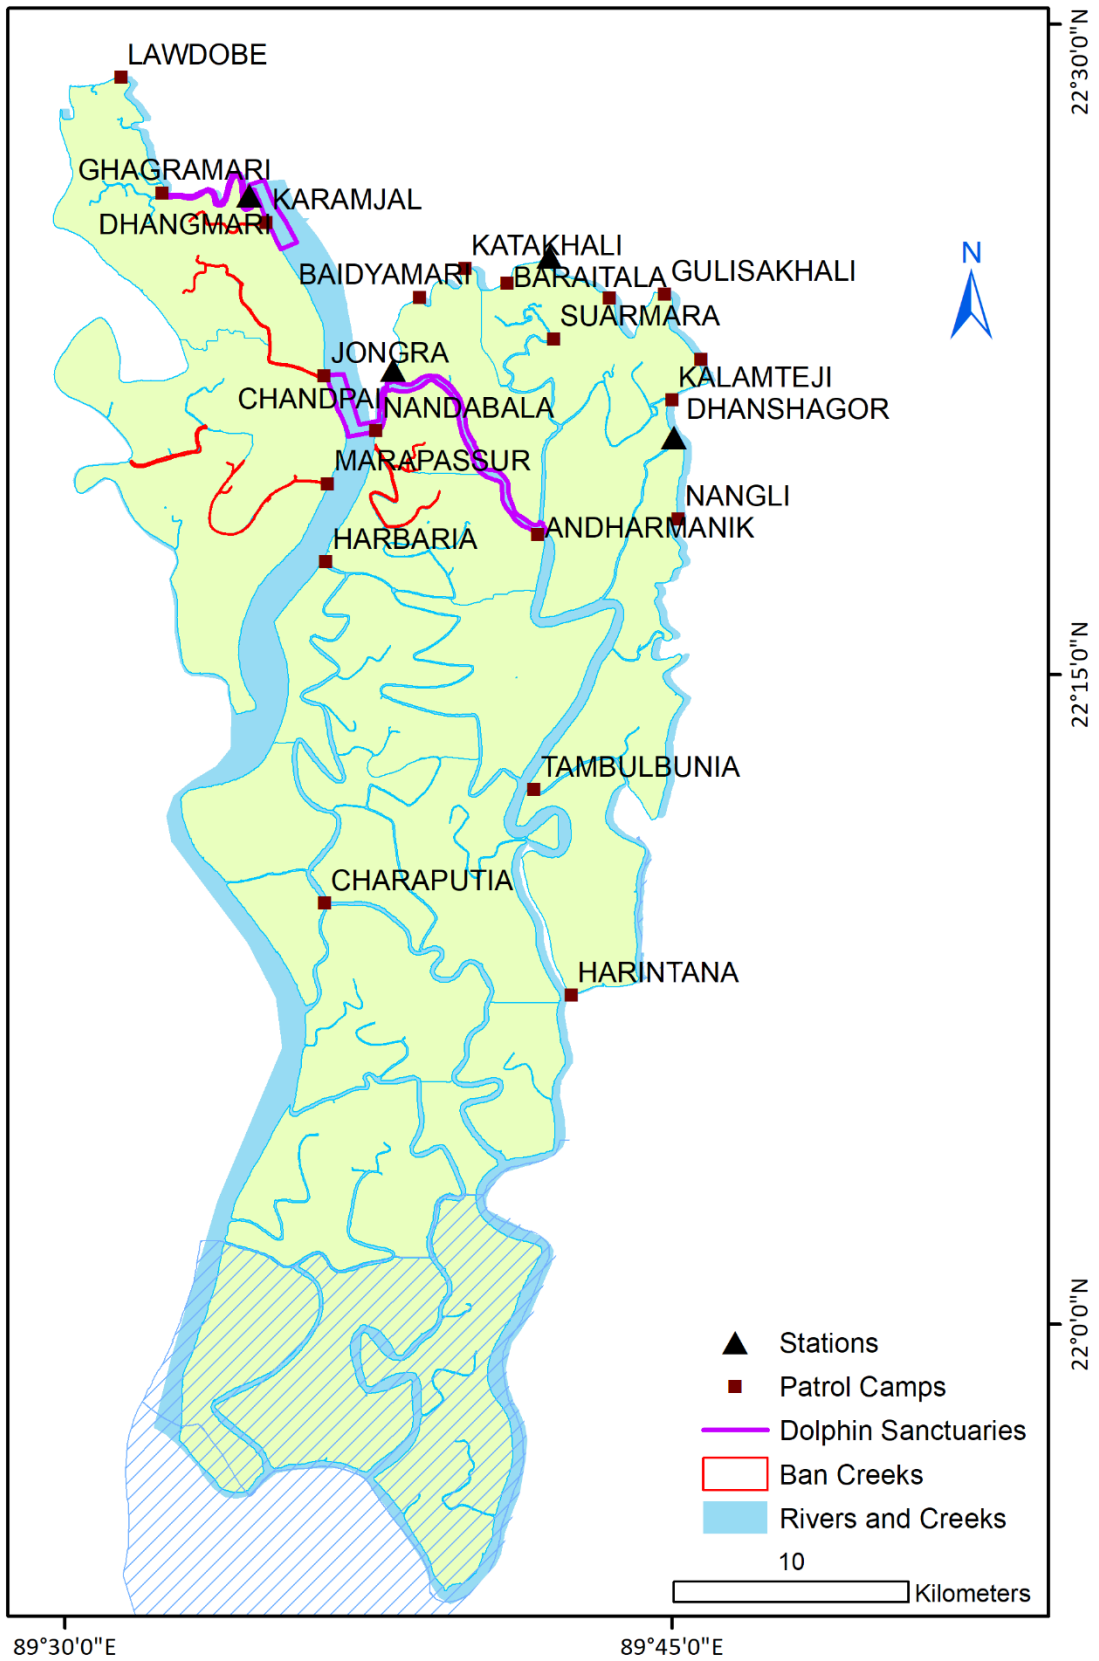 LAWDOBE
22°30'0"N
GHAGRAMARI
KARAMJAL
DHANGMARI
KATAKHALI
BAIDYAMARI
BARAITALA
GULISAKHALI
SUARMARA
N
JONGRA
KALAMTEJI
CHANDPAI
NANDABALA
DHANSHAGOR
MARAPASSUR
NANGLI
HARBARIA
ANDHARMANIK
22°15'0"N
TAMBULBUNIA
CHARAPUTIA
HARINTANA
22°0'0"N
Stations
Patrol Camps
Dolphin Sanctuaries
Ban Creeks
Rivers and Creeks
10
Kilometers
89°30'0"E
89°45'0"E